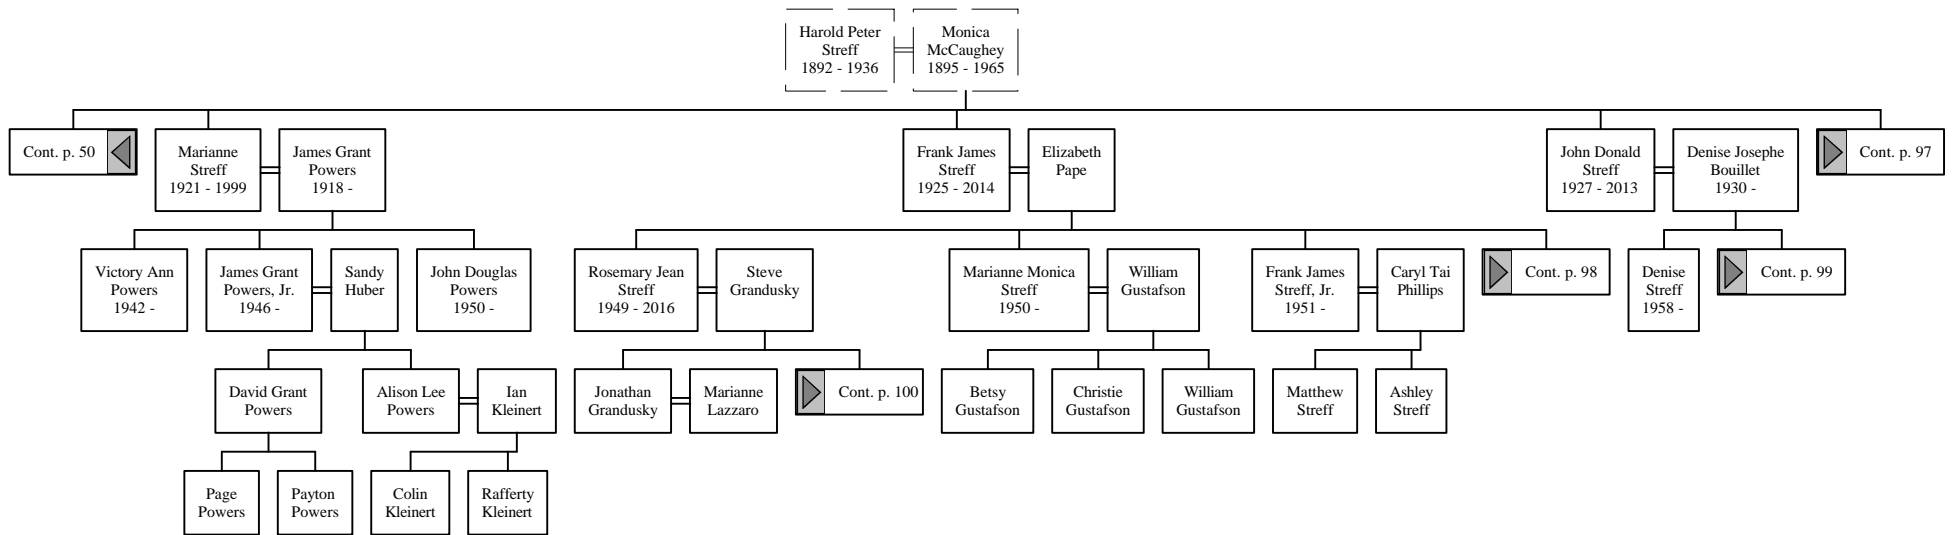 Harold Peter
Streff
1892 - 1936
Monica
McCaughey
1895 - 1965
Cont. p. 50
Marianne
Streff
1921 - 1999
James Grant
Powers
1918 -
Frank James
Streff
1925 - 2014
Elizabeth
Pape
John Donald
Streff
1927 - 2013
Denise Josephe
Bouillet
1930 -
Cont. p. 97
Victory Ann
Powers
1942 -
James Grant
Powers, Jr.
1946 -
Sandy
Huber
John Douglas
Powers
1950 -
Rosemary Jean
Streff
1949 - 2016
Steve
Grandusky
Marianne Monica
Streff
1950 -
William
Gustafson
Frank James
Streff, Jr.
1951 -
Caryl Tai
Phillips
Cont. p. 98
Denise
Streff
1958 -
Cont. p. 99
David Grant
Powers
Alison Lee
Powers
Ian
Kleinert
Jonathan
Grandusky
Marianne
Lazzaro
Cont. p. 100
Betsy
Gustafson
Christie
Gustafson
William
Gustafson
Matthew
Streff
Ashley
Streff
Page
Powers
Payton
Powers
Colin
Kleinert
Rafferty
Kleinert